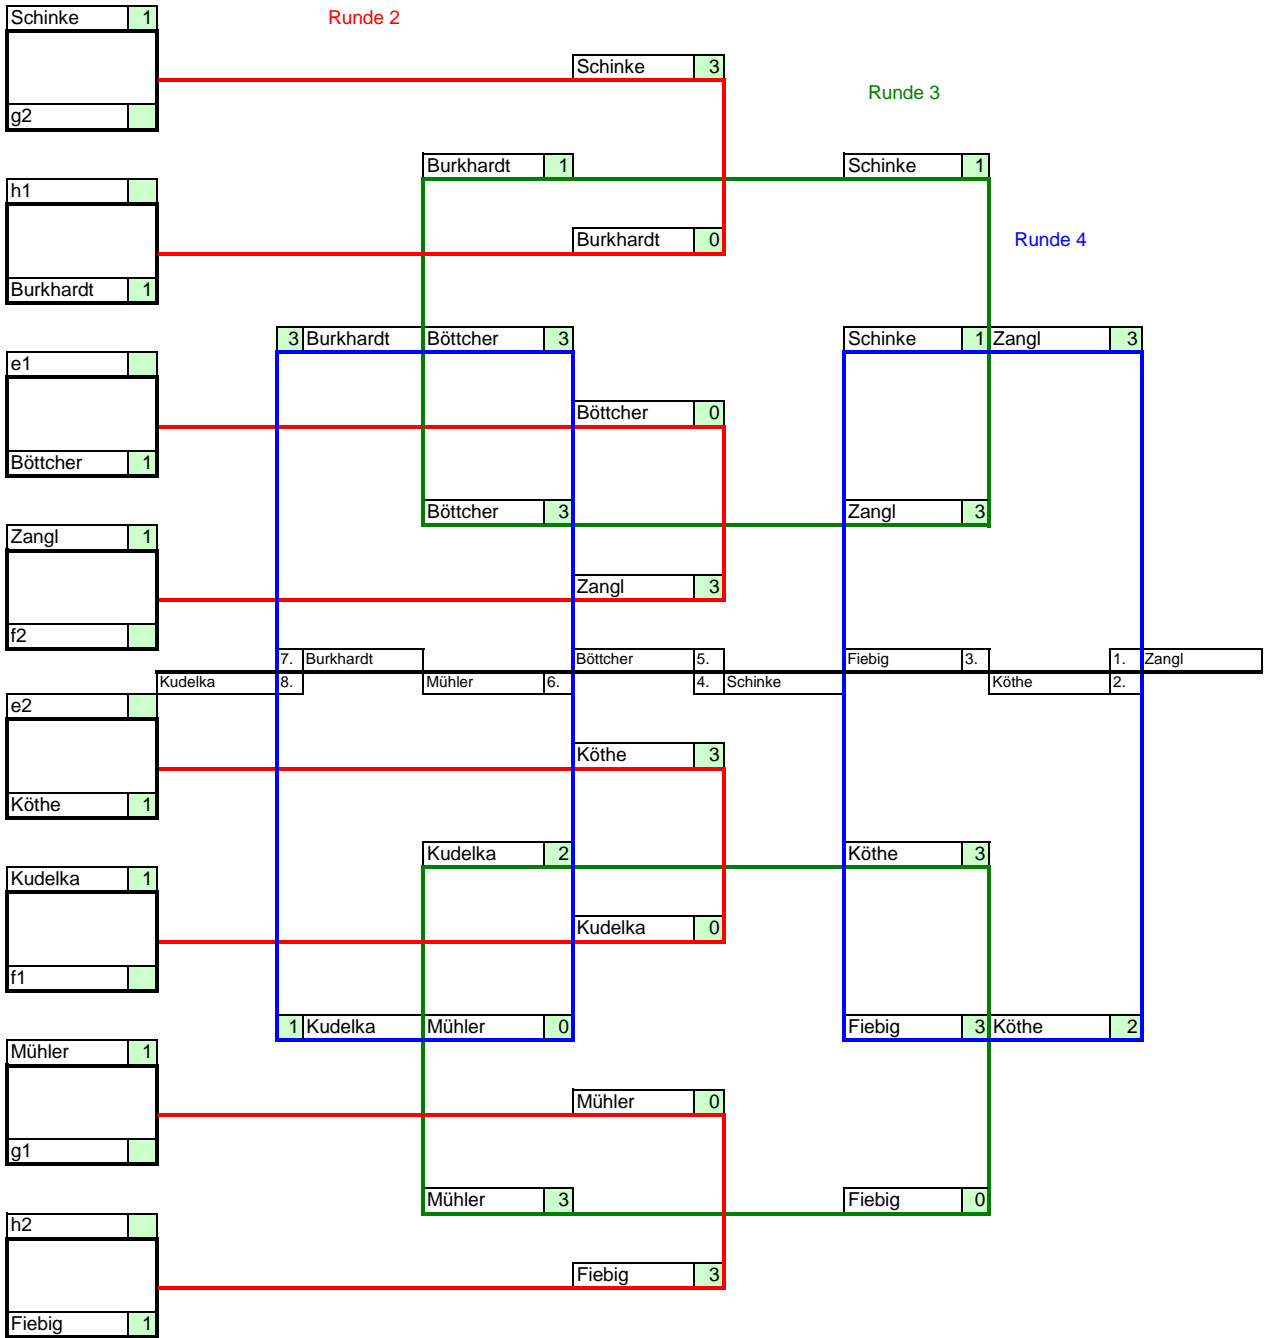 Schinke 1 Runde 2
Schinke 3
Runde 3
g2
Burkhardt 1 Schinke 1
h1
Burkhardt 0 Runde 4
Burkhardt 1
3 Burkhardt Böttcher 3 Schinke 1 Zangl 3
e1
Böttcher 0
Böttcher 1
Böttcher 3 Zangl 3
Zangl 1
Zangl 3
f2
7. Burkhardt Böttcher 5. Fiebig 3. 1. Zangl
Kudelka 8. Mühler 6. 4. Schinke Köthe 2.
e2
Köthe 3
Köthe 1
Kudelka 2 Köthe 3
Kudelka 1
Kudelka 0
f1
1 Kudelka Mühler 0 Fiebig 3 Köthe 2
Mühler 1
Mühler 0
g1
Mühler 3 Fiebig 0
h2
Fiebig 3
Fiebig 1